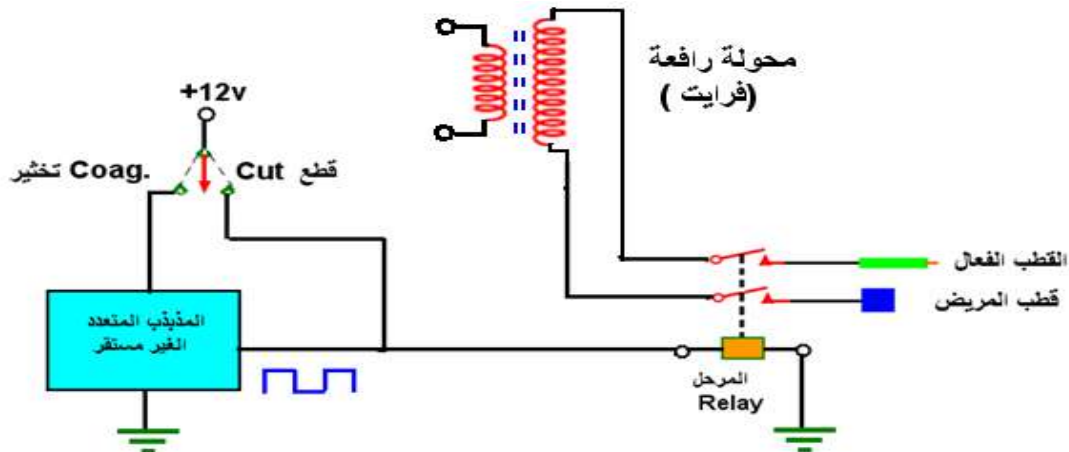 محولة رافعة
(فرايت )
+12v
تخثير Coag.
Cut قطع
القطب الفعال
قطب المريض
المذبذب المتعدد
الغير مستقر
المرحل
Relay